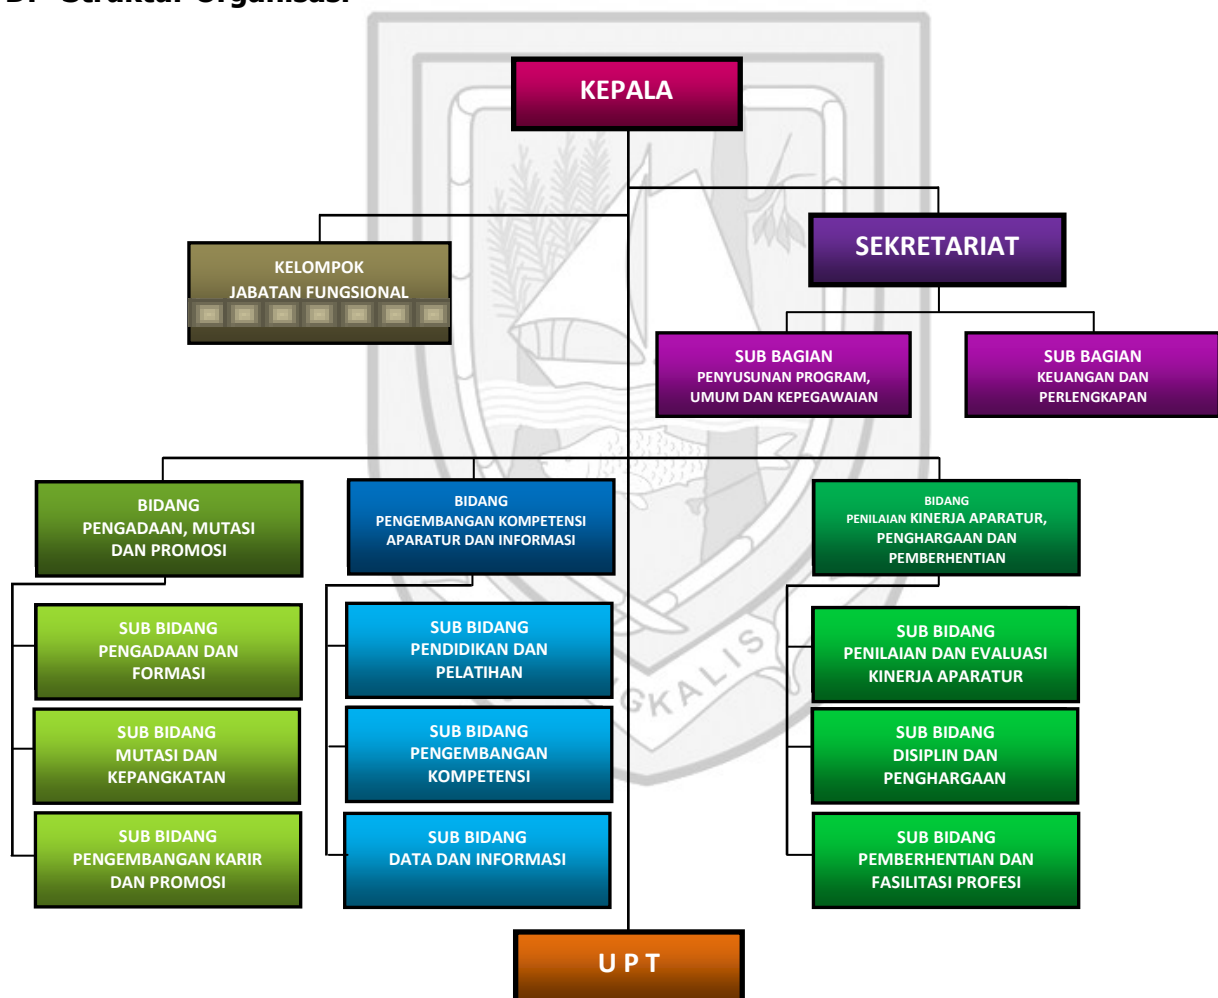 Struktur Organisasi
KEPALA
SEKRETARIAT
KELOMPOK
JABATAN FUNGSIONAL
SUB BAGIAN
PENYUSUNAN PROGRAM,
UMUM DAN KEPEGAWAIAN
SUB BAGIAN
KEUANGAN DAN
PERLENGKAPAN
BIDANG
PENGADAAN, MUTASI
DAN PROMOSI
BIDANG
PENGEMBANGAN KOMPETENSI
APARATUR DAN INFORMASI
BIDANG
PENILAIAN KINERJA APARATUR,
PENGHARGAAN DAN
PEMBERHENTIAN
SUB BIDANG
PENGADAAN DAN
FORMASI
SUB BIDANG
PENDIDIKAN DAN
PELATIHAN
SUB BIDANG
PENILAIAN DAN EVALUASI
KINERJA APARATUR
SUB BIDANG
MUTASI DAN
KEPANGKATAN
SUB BIDANG
PENGEMBANGAN
KOMPETENSI
SUB BIDANG
DISIPLIN DAN
PENGHARGAAN
SUB BIDANG
PENGEMBANGAN KARIR
DAN PROMOSI
SUB BIDANG
DATA DAN INFORMASI
SUB BIDANG
PEMBERHENTIAN DAN
FASILITASI PROFESI
U P T